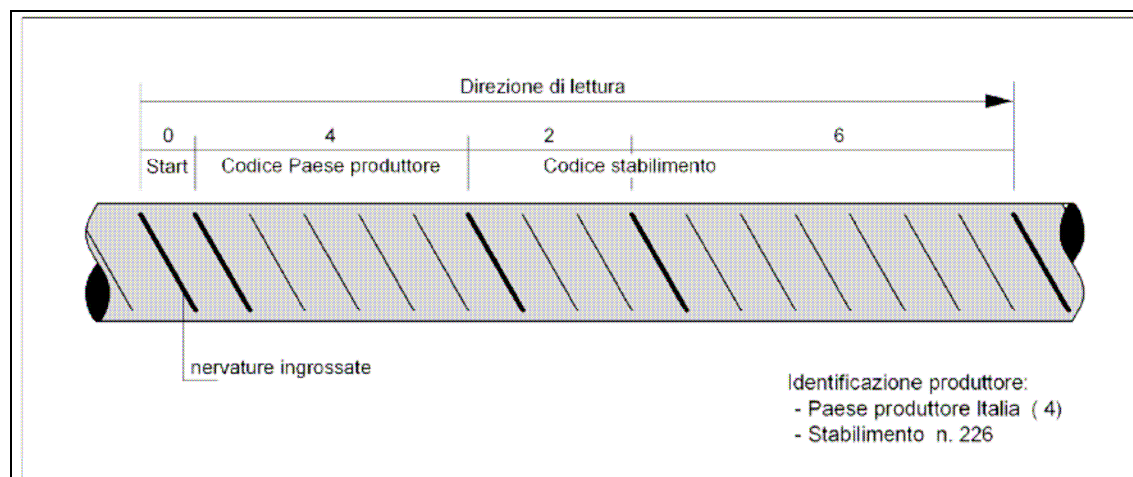 Direzione di lettura
0 4 2 6
Start Codice Paese produttore Codice stabilimento
nervature ingrossate
Identificazione produttore:
- Paese produttore Italia ( 4)
- Stabilimento n. 226